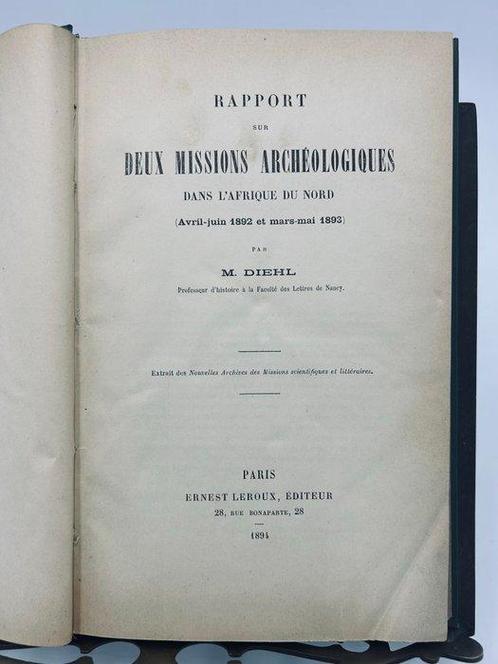 RAPPORT
SUR
DEUX MISSIONS ARCHÉOLOGIQUES
DANS L'AFRIQUE DU NORD
(Avril-juin 1892 et mars-mai 1893)
PAR
M. DIEHL
Professeur d'histoire à la Faculté des Lettres de Nancy.
Extrait des Nouvelles Archives des Missions scientifiques et littéraires.
PARIS
ERNEST LEROUX, ÉDITEUR
28, RUE BONAPARTE, 28
1894